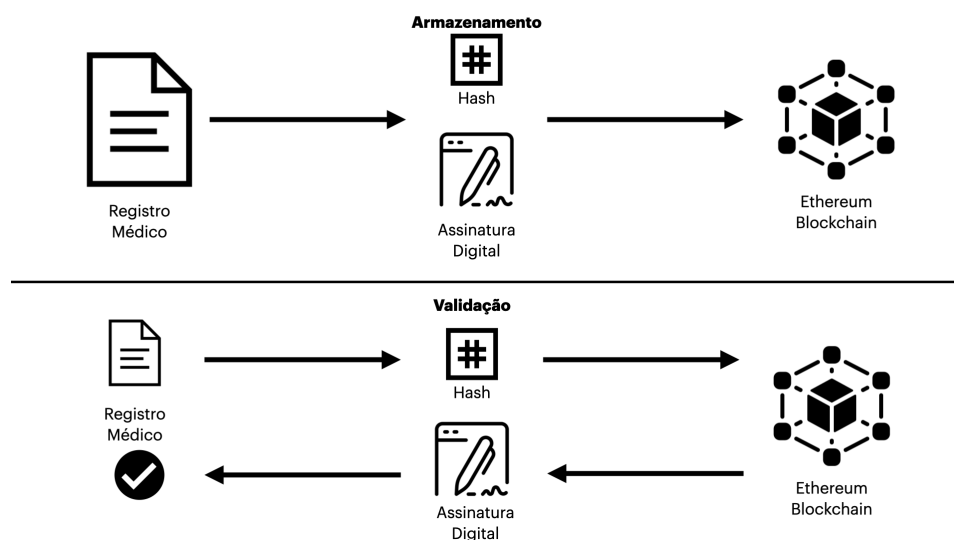 Armazenamento
Hash
Registro
Médico
Assinatura
Digital
Ethereum
Blockchain
Validação
Hash
Registro
Médico
Assinatura
Digital
Ethereum
Blockchain